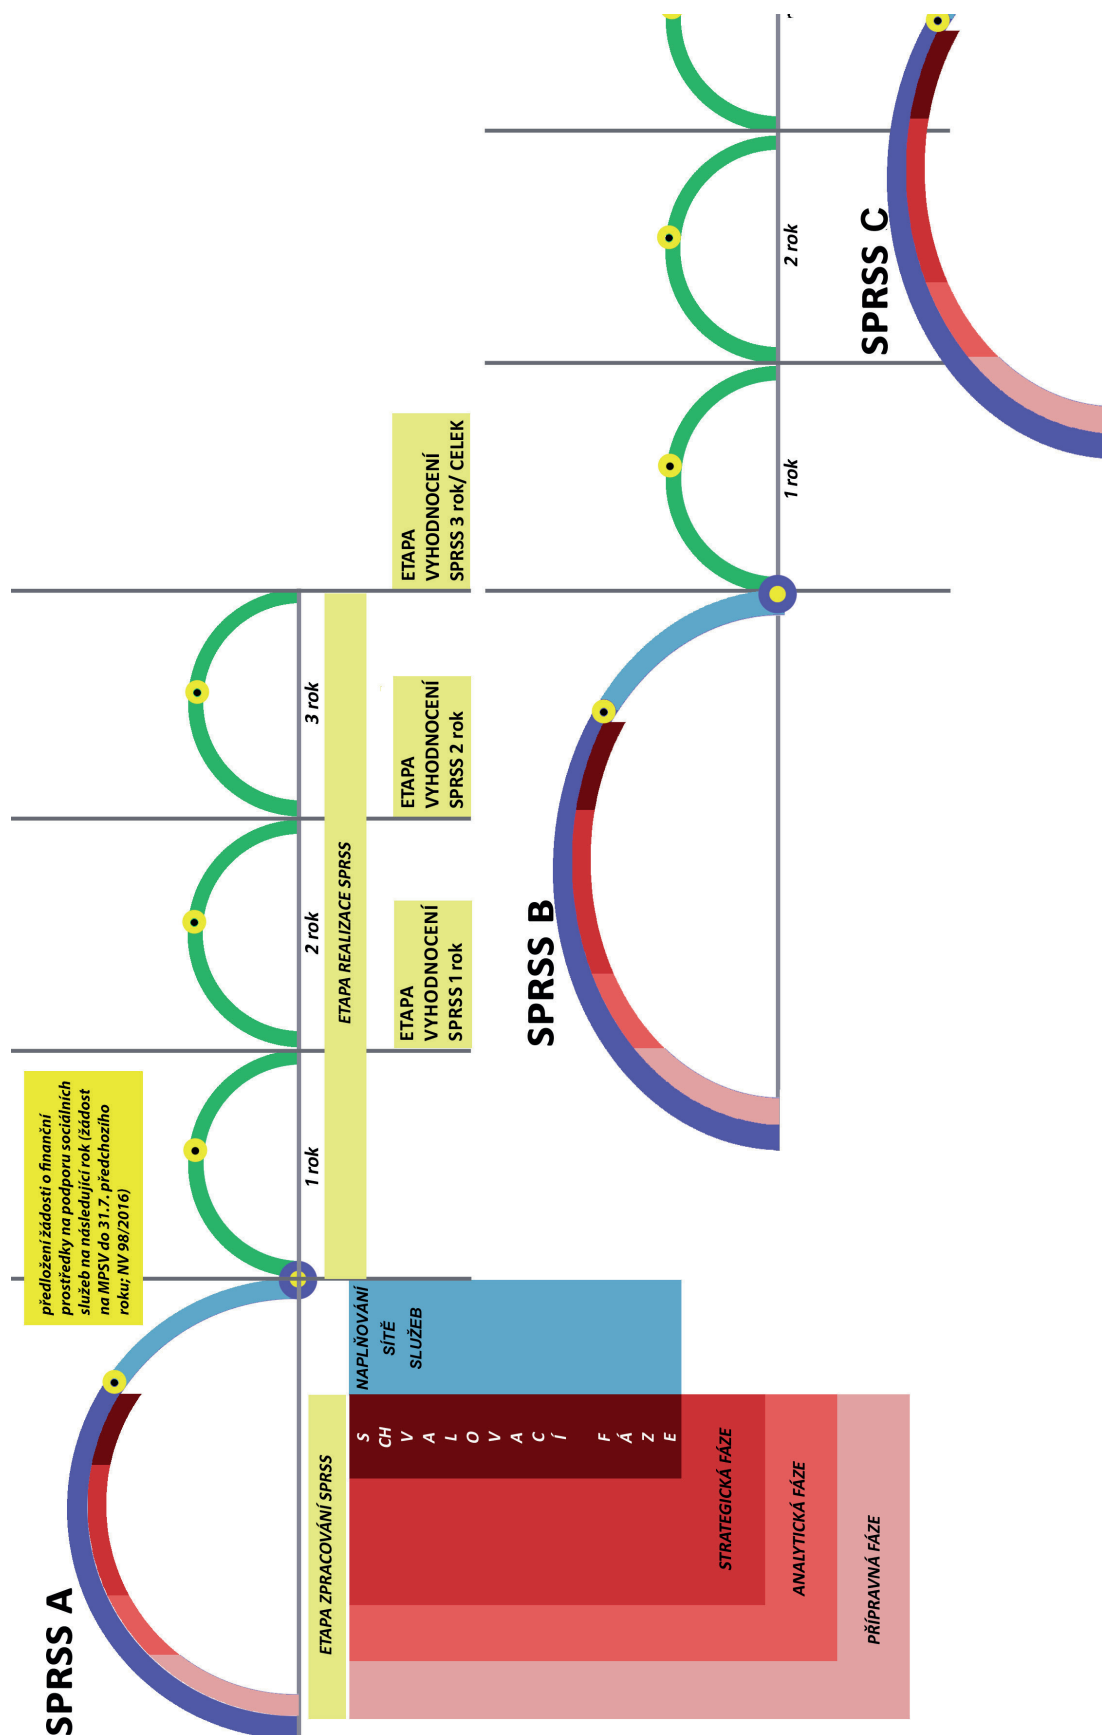 SPRSS A
předložení žádosti o finanční
prostředky na podporu sociálních
služeb na následující rok (žádost
na MPSV do 31.7. předchozího
roku; NV 98/2016)
1 rok
2 rok
3 rok
ETAPA ZPRACOVÁNÍ SPRSS
ETAPA REALIZACE SPRSS
NAPLŇOVÁNÍ
SÍTĚ
SLUŽEB
S
CH
V
A
L
O
V
A
C
Í
F
Á
Z
E
STRATEGICKÁ FÁZE
ANALYTICKÁ FÁZE
PŘÍPRAVNÁ FÁZE
ETAPA
VYHODNOCENÍ
SPRSS 1 rok
ETAPA
VYHODNOCENÍ
SPRSS 2 rok
ETAPA
VYHODNOCENÍ
SPRSS 3 rok/ CELEK
SPRSS B
1 rok
2 rok
SPRSS C